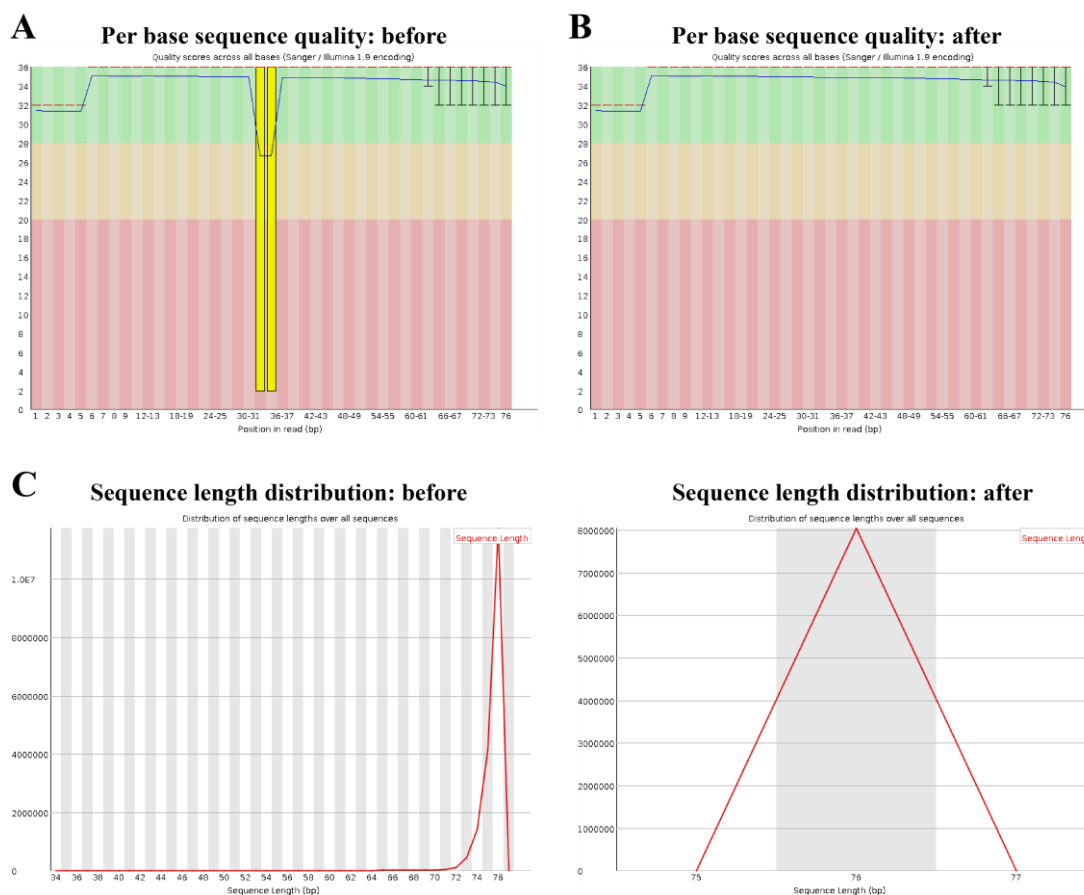 A
Per base sequence quality: before
Quality scores across all bases (Sanger / Illumina 1.9 encoding)
36
34
32
30
28
26
24
22
20
18
16
14
12
10
8
6
4
2
0
1 2 3 4 5 6 7 8 9 12-13 18-19 24-25 30-31 36-37 42-43 48-49 54-55 60-61 66-67 72-73 76
Position in read (bp)
B
Per base sequence quality: after
Quality scores across all bases (Sanger / Illumina 1.9 encoding)
36
34
32
30
28
26
24
22
20
18
16
14
12
10
8
6
4
2
0
1 2 3 4 5 6 7 8 9 12-13 18-19 24-25 30-31 36-37 42-43 48-49 54-55 60-61 66-67 72-73 76
Position in read (bp)
C
Sequence length distribution: before
Distribution of sequence lengths over all sequences
Sequence Length
1.0E7
8000000
6000000
4000000
2000000
0
34 36 38 40 42 44 46 48 50 52 54 56 58 60 62 64 66 68 70 72 74 76
Sequence Length (bp)
Sequence length distribution: after
Distribution of sequence lengths over all sequences
Sequence Leng
8000000
7000000
6000000
5000000
4000000
3000000
2000000
1000000
0
75 76 77
Sequence Length (bp)